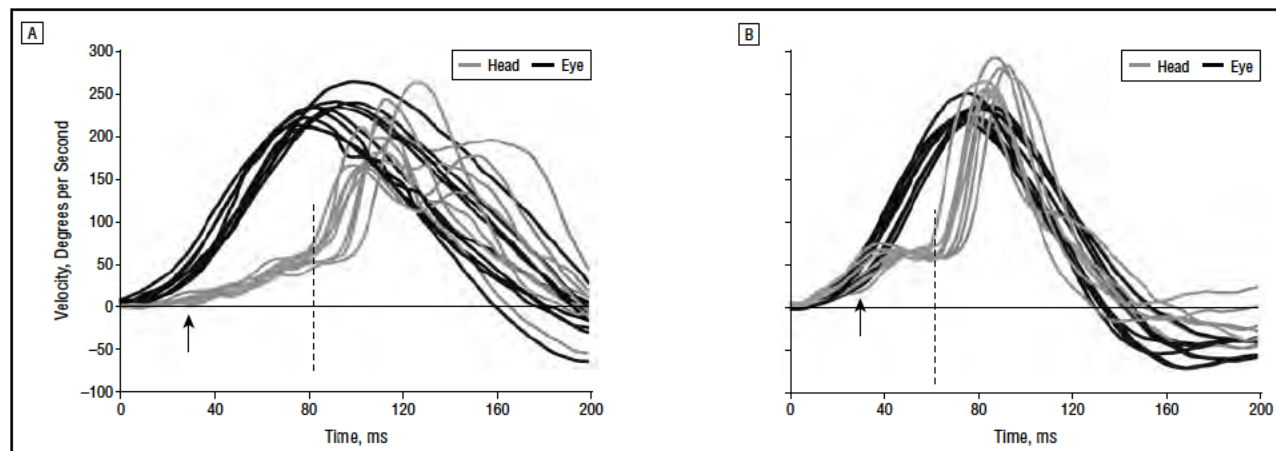 A
B
Head Eye
Head Eye
300
250
200
150
100
50
0
−50
−100
Velocity, Degrees per Second
0 40 80 120 160 200
0 40 80 120 160 200
Time, ms
Time, ms